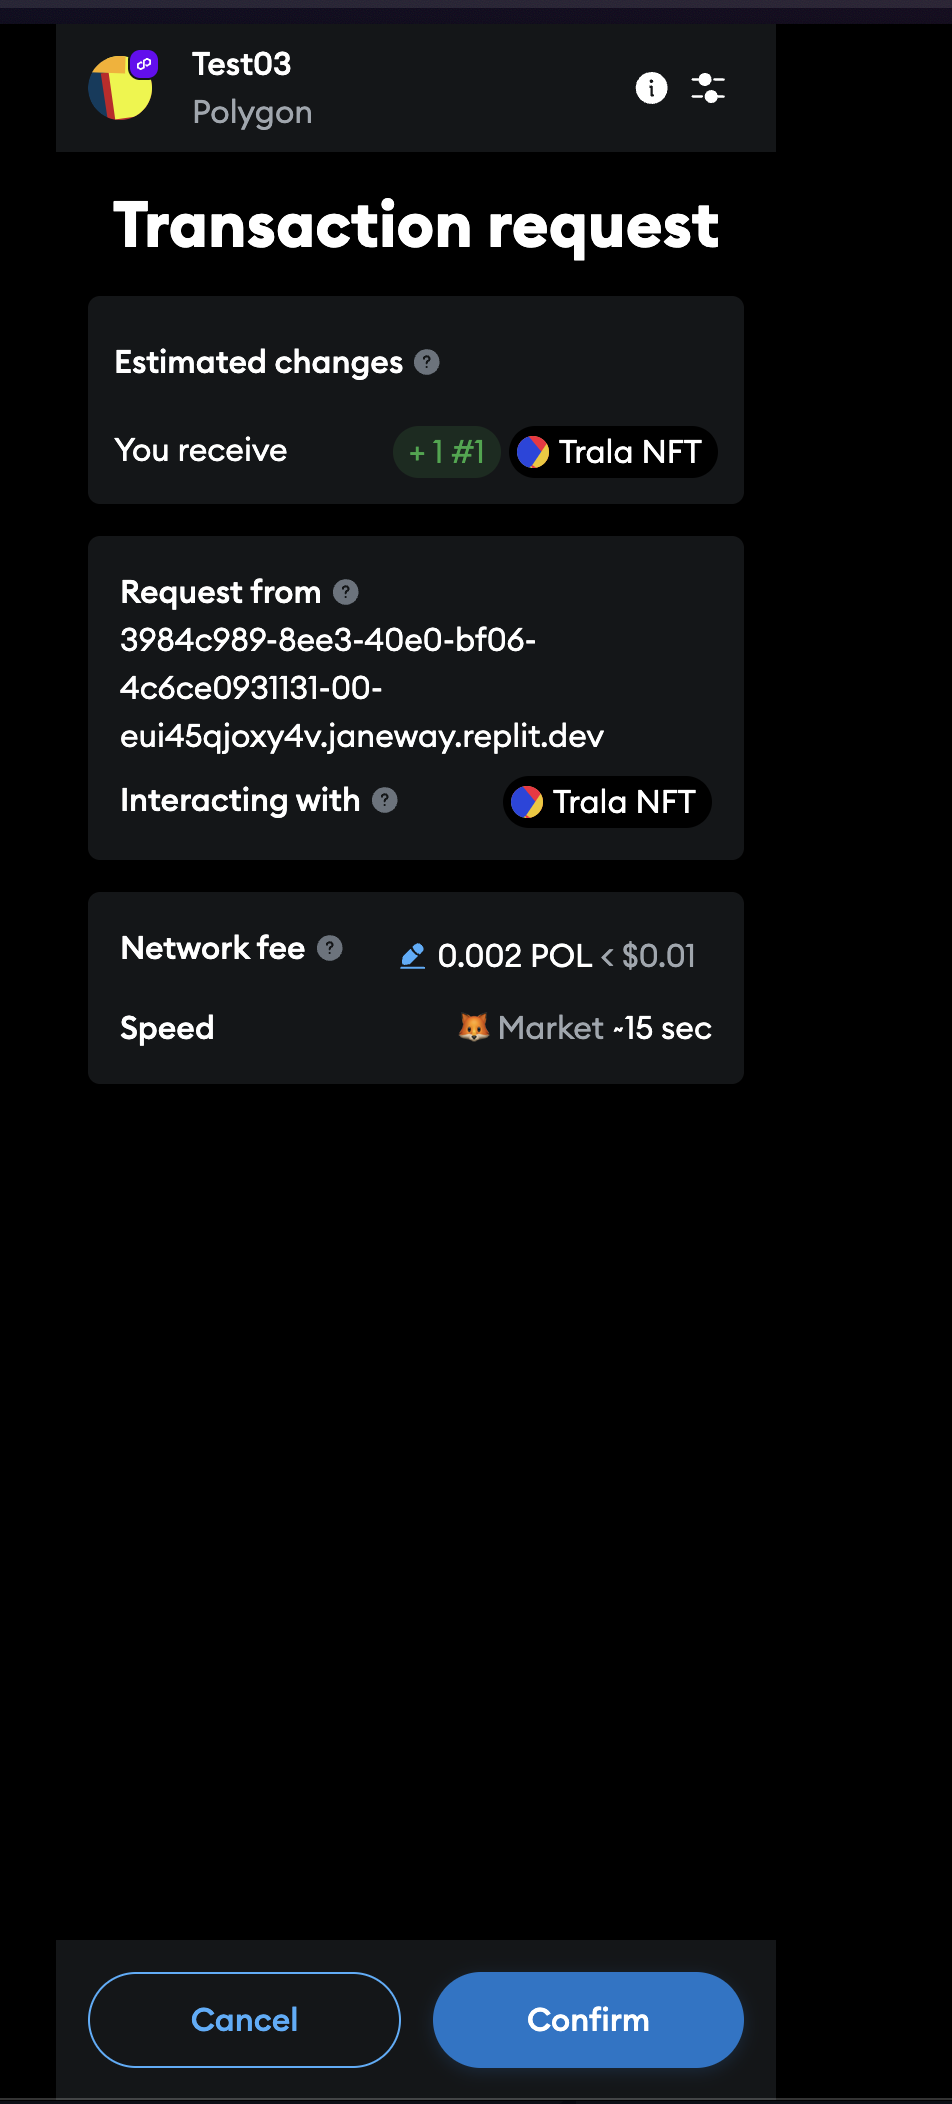 Test03
Polygon
Transaction request
Estimated changes ?
You receive + 1 #1 Trala NFT
Request from ?
3984c989-8ee3-40e0-bf06-
4c6ce0931131-00-
eui45qjoxy4v.janeway.replit.dev
Interacting with ? Trala NFT
Network fee ? 0.002 POL < $0.01
Speed 🦊 Market ~15 sec
Cancel Confirm